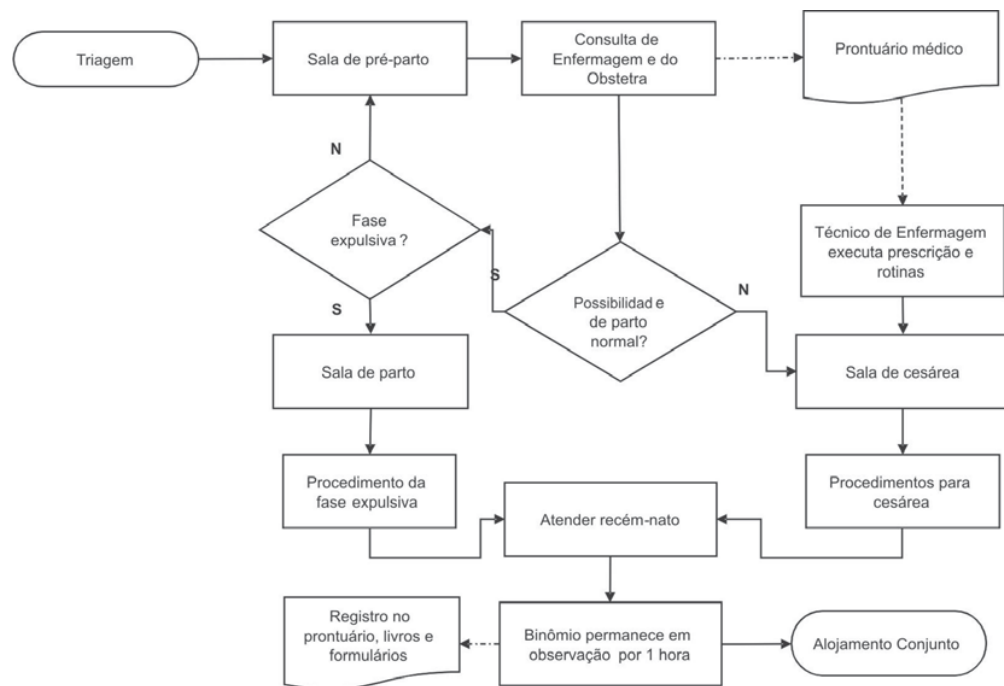 Triagem
Sala de pré-parto
Consulta de
Enfermagem e do
Obstetra
Prontuário médico
N
Fase
expulsiva ?
S
S
Possibilidad e
de parto
normal?
N
Técnico de Enfermagem
executa prescrição e
rotinas
Sala de parto
Sala de cesárea
Procedimento da
fase expulsiva
Atender recém-nato
Procedimentos para
cesárea
Registro no
prontuário, livros e
formulários
Binômio permanece em
observação por 1 hora
Alojamento Conjunto